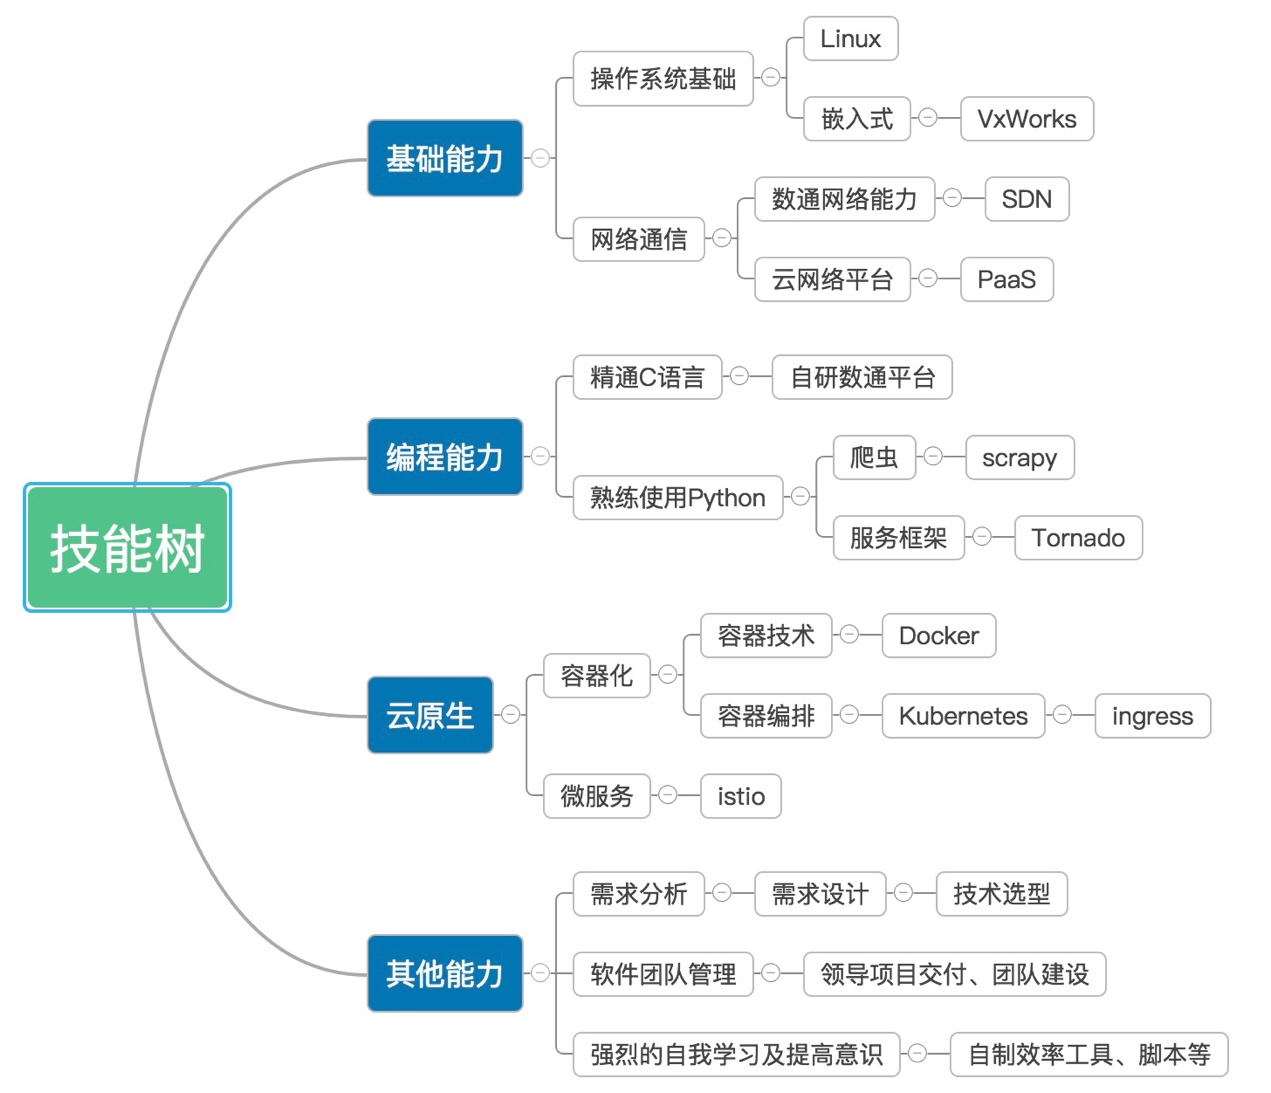 技能树
基础能力
操作系统基础
Linux
嵌入式
VxWorks
网络通信
数通网络能力
SDN
云网络平台
PaaS
编程能力
精通C语言
自研数通平台
熟练使用Python
爬虫
scrapy
服务框架
Tornado
云原生
容器化
容器技术
Docker
容器编排
Kubernetes
ingress
微服务
istio
其他能力
需求分析
需求设计
技术选型
软件团队管理
领导项目交付、团队建设
强烈的自我学习及提高意识
自制效率工具、脚本等